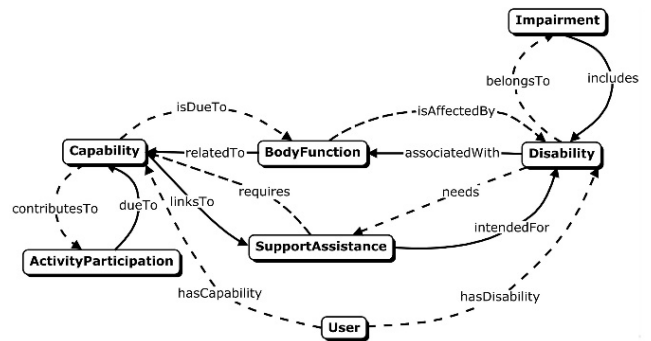 Impairment
belongsTo
includes
isDueTo
isAffectedBy
Capability
relatedTo
BodyFunction
associatedWith
Disability
contributesTo
dueTo
linksTo
requires
needs
intendedFor
ActivityParticipation
SupportAssistance
hasCapability
hasDisability
User